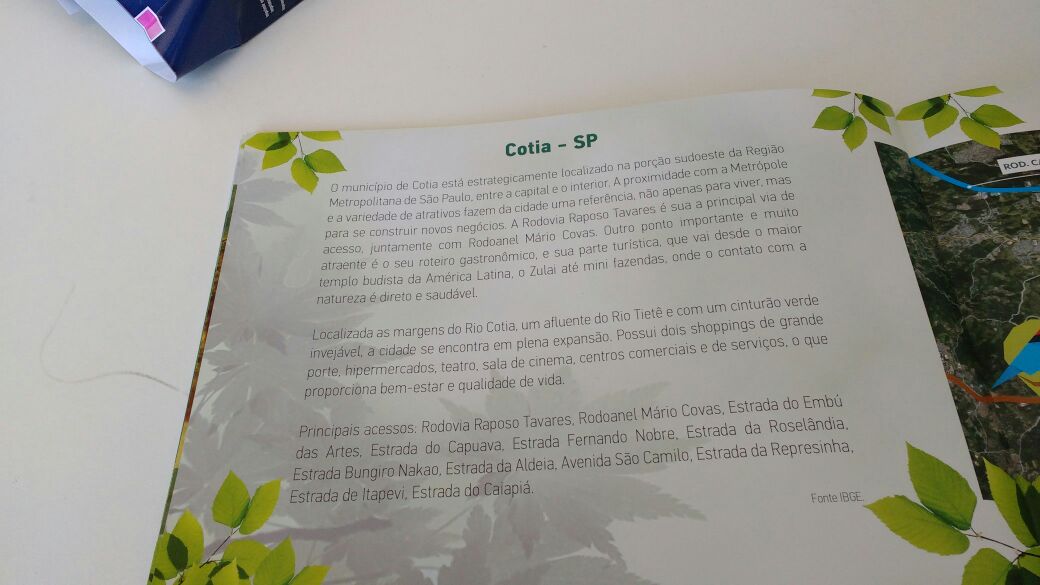 Cotia - SP
O município de Cotia está estrategicamente localizado na porção sudoeste da Região
Metropolitana de São Paulo, entre a capital e o interior. A proximidade com a Metrópole
e a variedade de atrativos fazem da cidade uma referência, não apenas para viver, mas
para se construir novos negócios. A Rodovia Raposo Tavares é sua a principal via de
acesso, juntamente com Rodoanel Mário Covas. Outro ponto importante e muito
atraente é o seu roteiro gastronômico, e sua parte turística, que vai desde o maior
templo budista da América Latina, o Zulai até mini fazendas, onde o contato com a
natureza é direto e saudável.
Localizada as margens do Rio Cotia, um afluente do Rio Tietê e com um cinturão verde
invejável, a cidade se encontra em plena expansão. Possui dois shoppings de grande
porte, hipermercados, teatro, sala de cinema, centros comerciais e de serviços, o que
proporciona bem-estar e qualidade de vida.
Principais acessos: Rodovia Raposo Tavares, Rodoanel Mário Covas, Estrada do Embú
das Artes, Estrada do Capuava, Estrada Fernando Nobre, Estrada da Roselândia,
Estrada Bungiro Nakao, Estrada da Aldeia, Avenida São Camilo, Estrada da Represinha,
Estrada de Itapevi, Estrada do Caiapiá.
Fonte IBGE.
ROD. CA